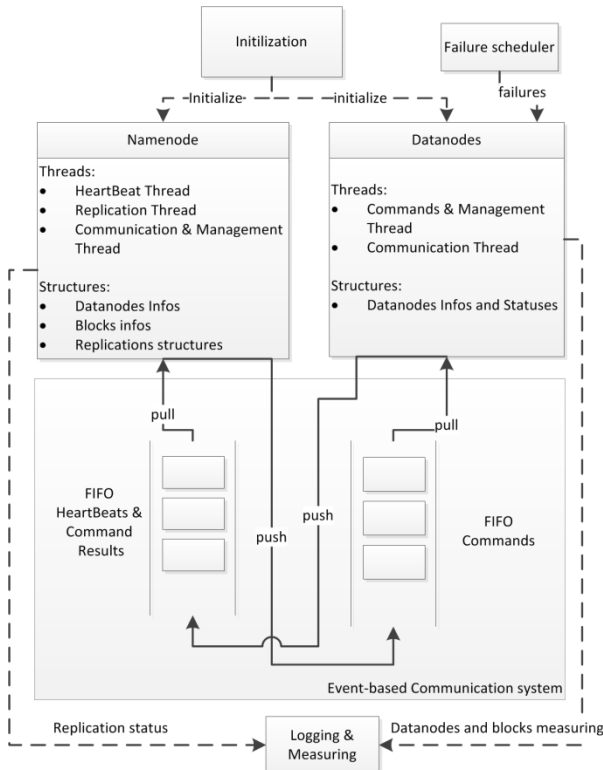 Initilization
Failure scheduler
Initialize
initialize
failures
Namenode
Threads:
● HeartBeat Thread
● Replication Thread
● Communication & Management
Thread
Structures:
● Datanodes Infos
● Blocks infos
● Replications structures
Datanodes
Threads:
● Commands & Management
Thread
● Communication Thread
Structures:
● Datanodes Infos and Statuses
pull
pull
FIFO
HeartBeats &
Command
Results
push
push
FIFO
Commands
Event-based Communication system
Replication status
Logging &
Measuring
Datanodes and blocks measuring